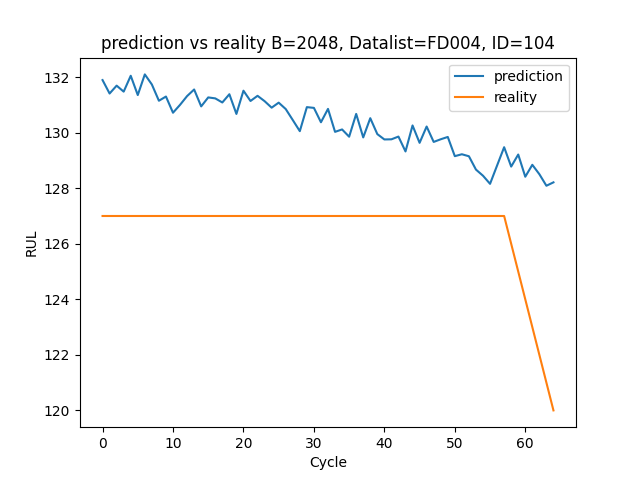 prediction vs reality B=2048, Datalist=FD004, ID=104
prediction
reality
RUL
132
130
128
126
124
122
120
0 10 20 30 40 50 60
Cycle